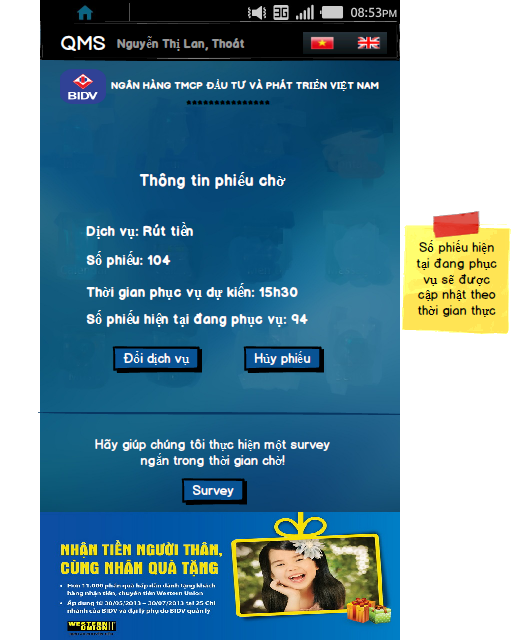 3G 08:53PM
QMS Nguyễn Thị Lan, Thoát
BIDV NGÂN HÀNG TMCP ĐẦU TƯ VÀ PHÁT TRIỂN VIỆT NAM
Thông tin phiếu chờ
Dịch vụ: Rút tiền
Số phiếu: 104
Thời gian phục vụ dự kiến: 15h30
Số phiếu hiện tại đang phục vụ: 94
Đổi dịch vụ Hủy phiếu
Số phiếu hiện
tại đang phục
vụ sẽ được
cập nhật theo
thời gian thực
Hãy giúp chúng tôi thực hiện một survey
ngắn trong thời gian chờ!
Survey
NHẬN TIỀN NGƯỜI THÂN,
CÙNG NHÂN QUÀ TẶNG
Hơn 11.000 phần quà hấp dẫn dành tặng khách
hàng nhận tiền, chuyển tiền Western Union
Áp dụng từ 30/05/2013 – 30/07/2013 tại 25 Chi
nhánh của BIDV và đại lý phụ do BIDV quản lý
WESTERN
UNION